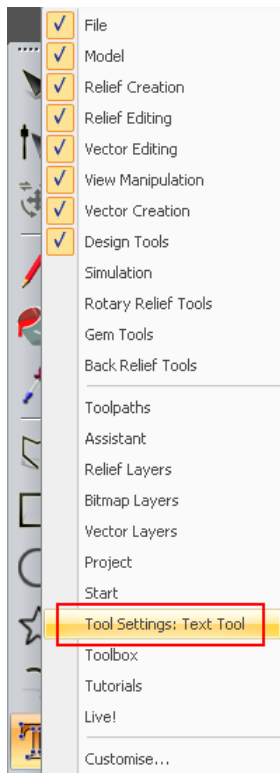 File
Model
Relief Creation
Relief Editing
Vector Editing
View Manipulation
Vector Creation
Design Tools
Simulation
Rotary Relief Tools
Gem Tools
Back Relief Tools
Toolpaths
Assistant
Relief Layers
Bitmap Layers
Vector Layers
Project
Start
Tool Settings: Text Tool
Toolbox
Tutorials
Live!
Customise...